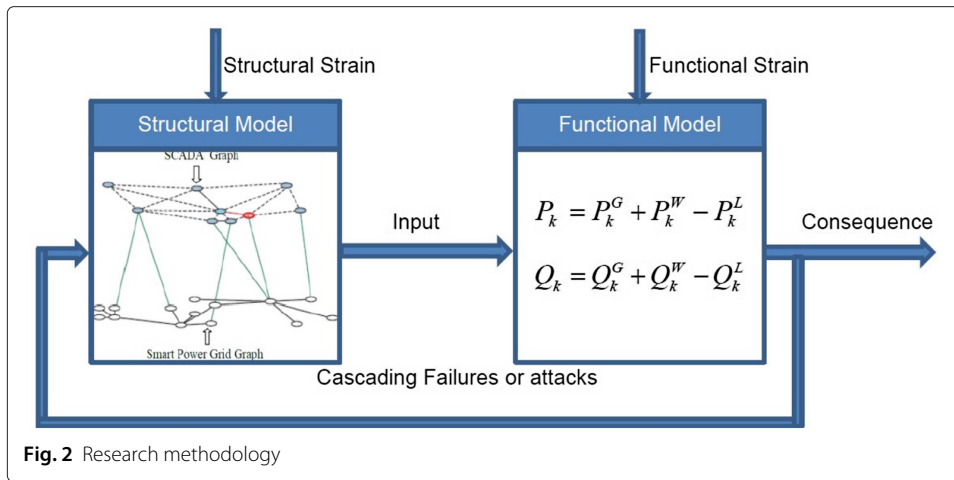 Structural Strain
Functional Strain
Structural Model
Functional Model
SCADA Graph
Smart Power Grid Graph
Input
P_k = P_k^G + P_k^W − P_k^L
Q_k = Q_k^G + Q_k^W − Q_k^L
Consequence
Cascading Failures or attacks
Fig. 2 Research methodology